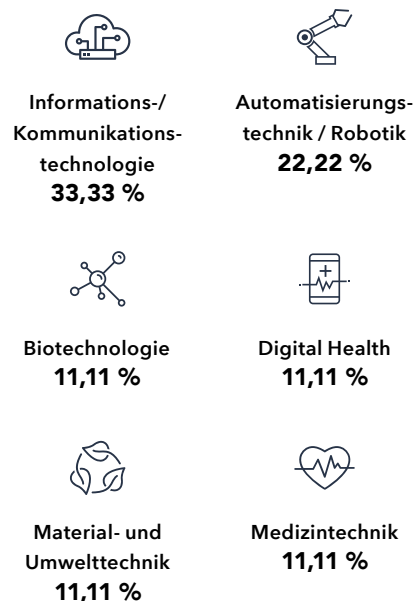 Informations-/
Kommunikations-
technologie
33,33 %
Automatisierungs-
technik / Robotik
22,22 %
Biotechnologie
11,11 %
Digital Health
11,11 %
Material- und
Umwelttechnik
11,11 %
Medizintechnik
11,11 %